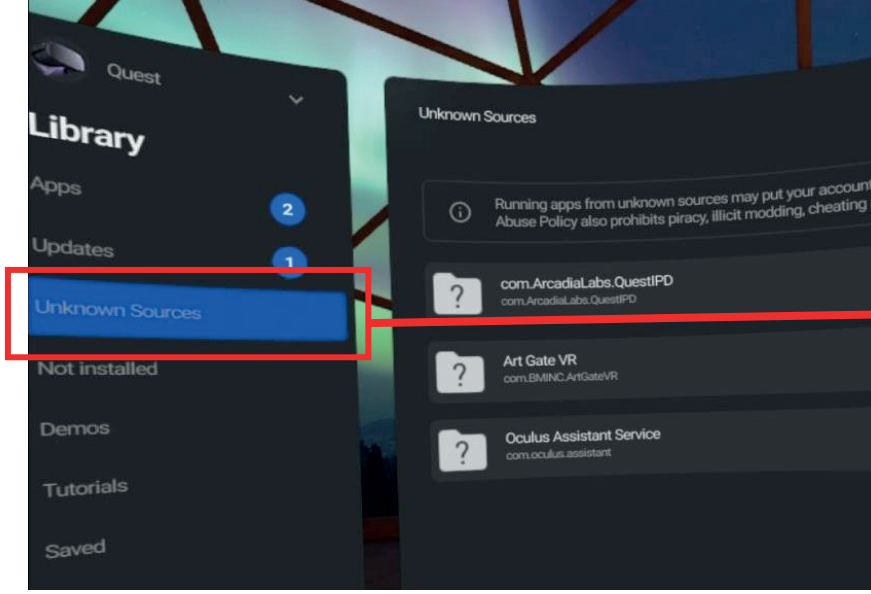 Quest
Library
Apps
2
Updates
1
Unknown Sources
Not installed
Demos
Tutorials
Saved
Unknown Sources
Running apps from unknown sources may put your account
Abuse Policy also prohibits piracy, illicit modding, cheating
com.ArcadiaLabs.QuestIPD
com.ArcadiaLabs.QuestIPD
Art Gate VR
com.BMINC.ArtGateVR
Oculus Assistant Service
com.oculus.assistant